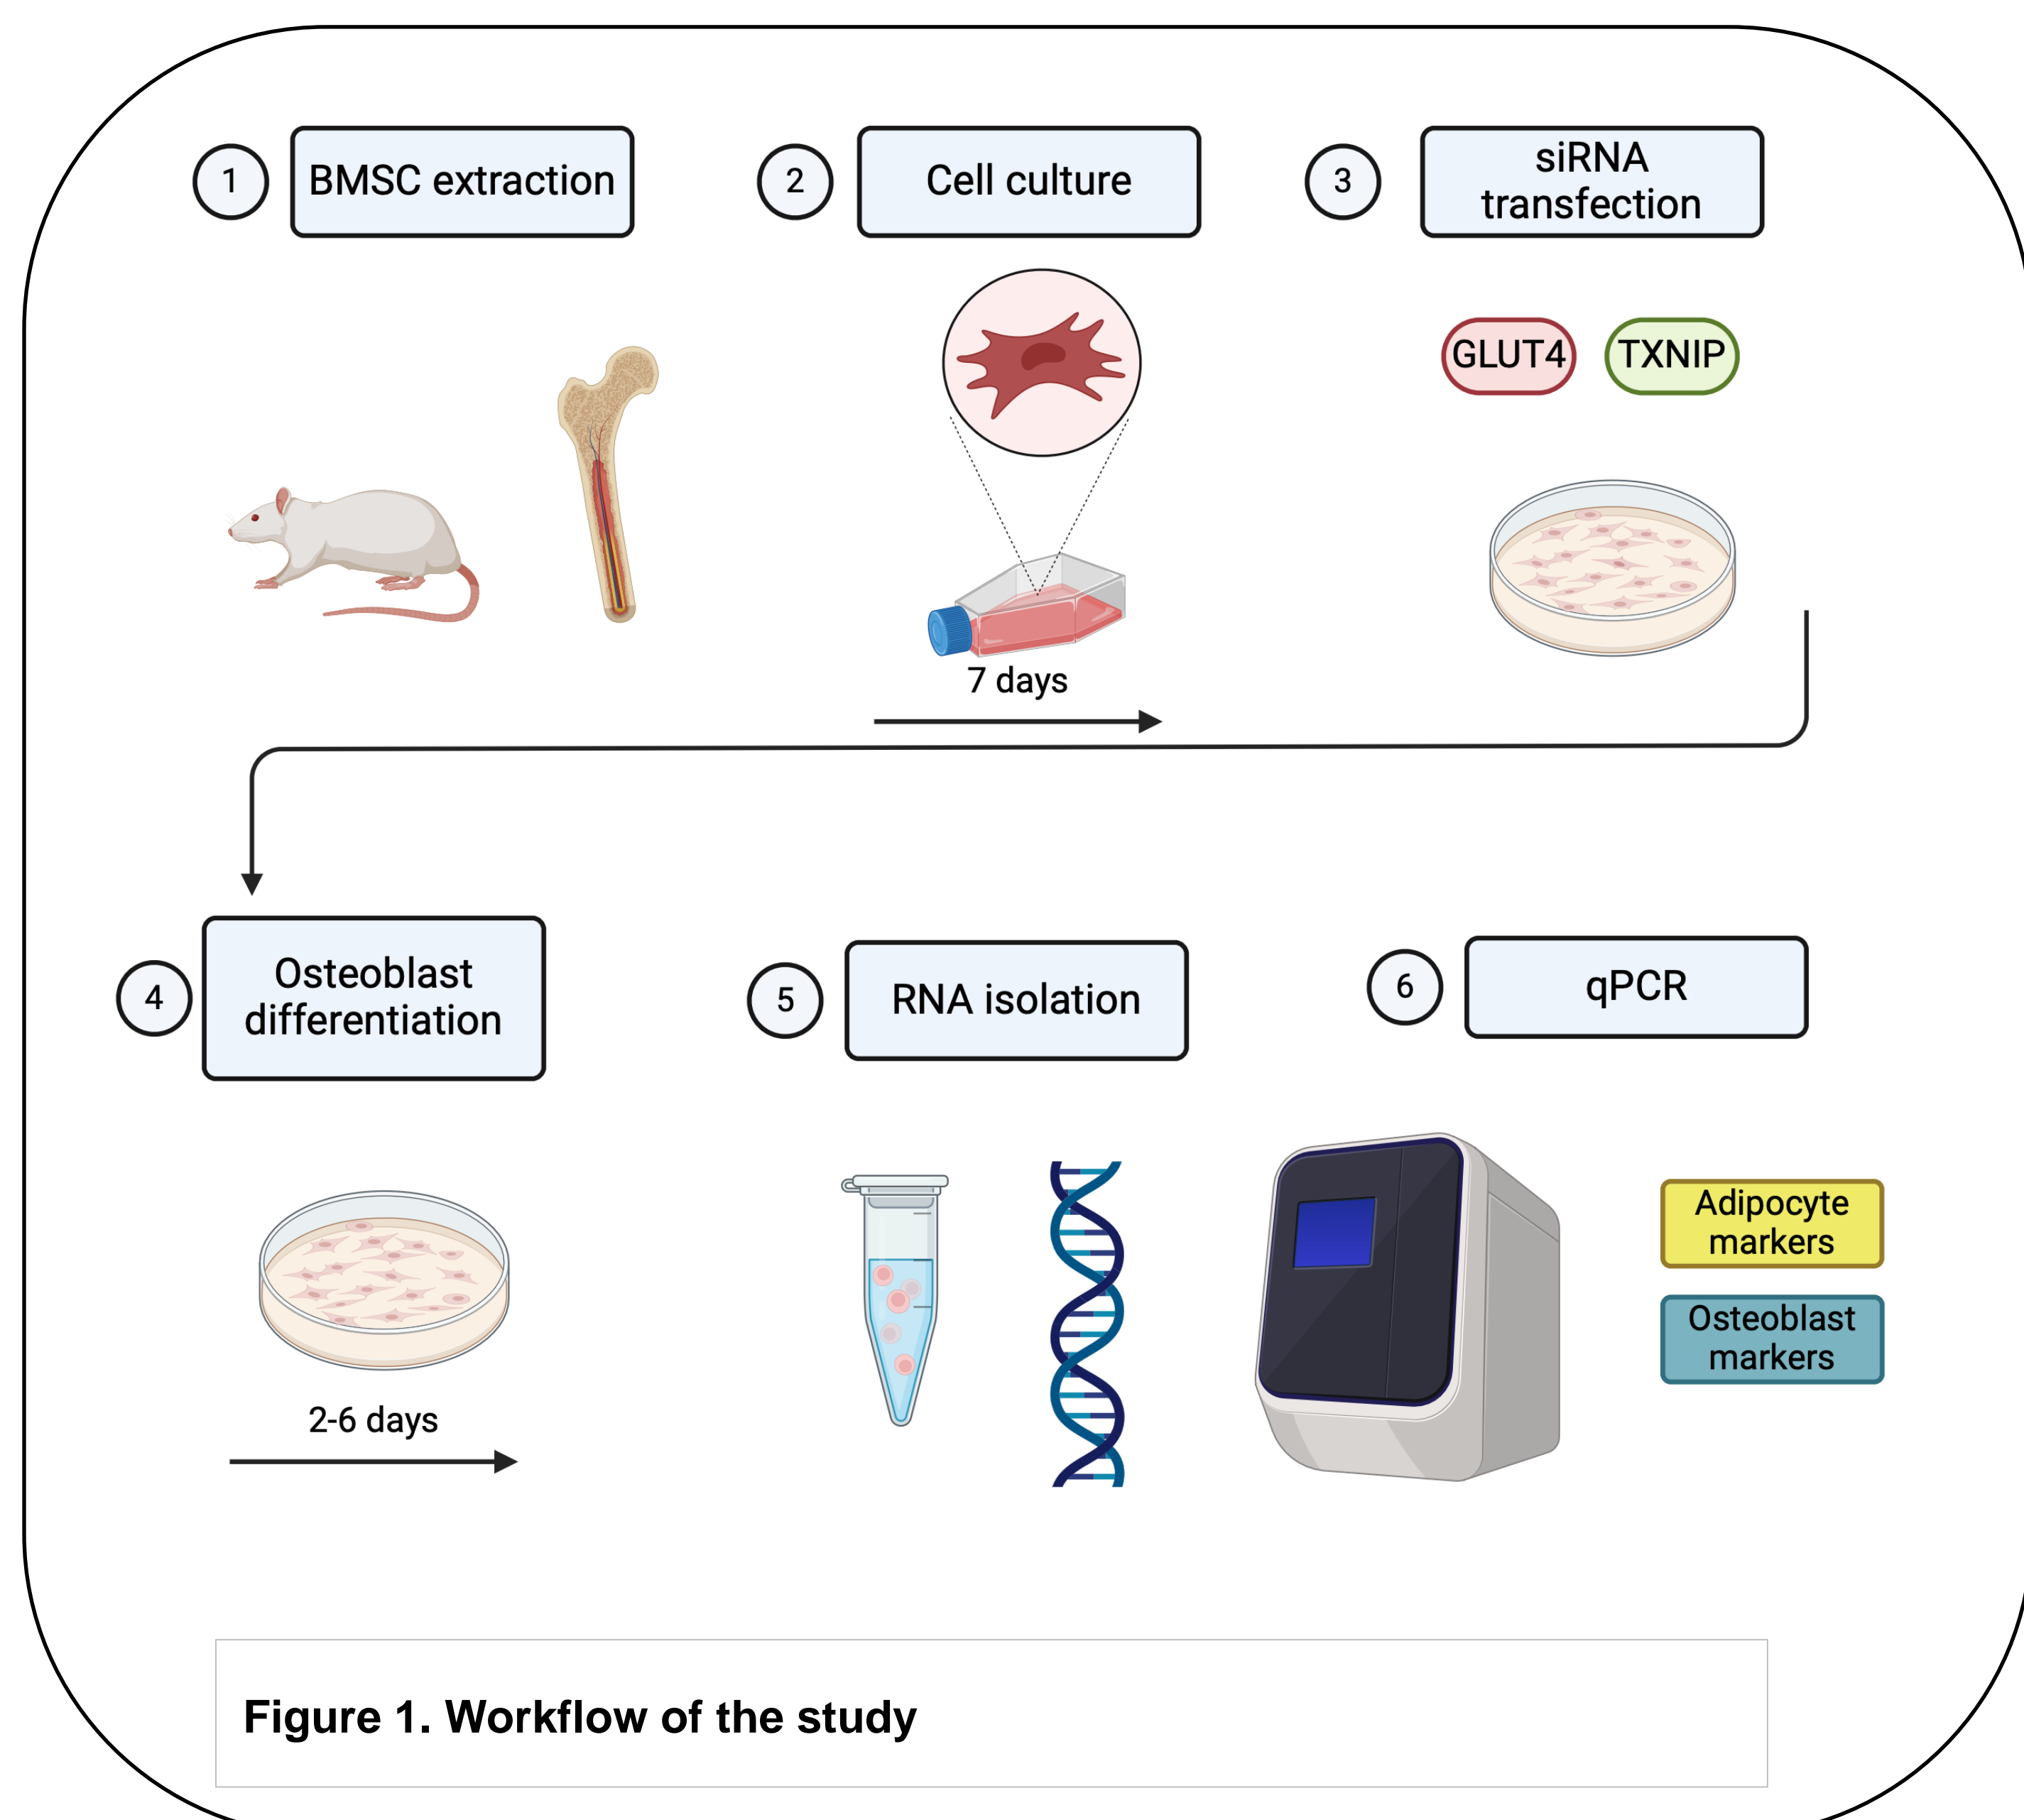 1
BMSC extraction
2
Cell culture
3
siRNA
transfection
GLUT4
TXNIP
7 days
4
Osteoblast
differentiation
5
RNA isolation
6
qPCR
Adipocyte
markers
Osteoblast
markers
2-6 days
Figure 1. Workflow of the study